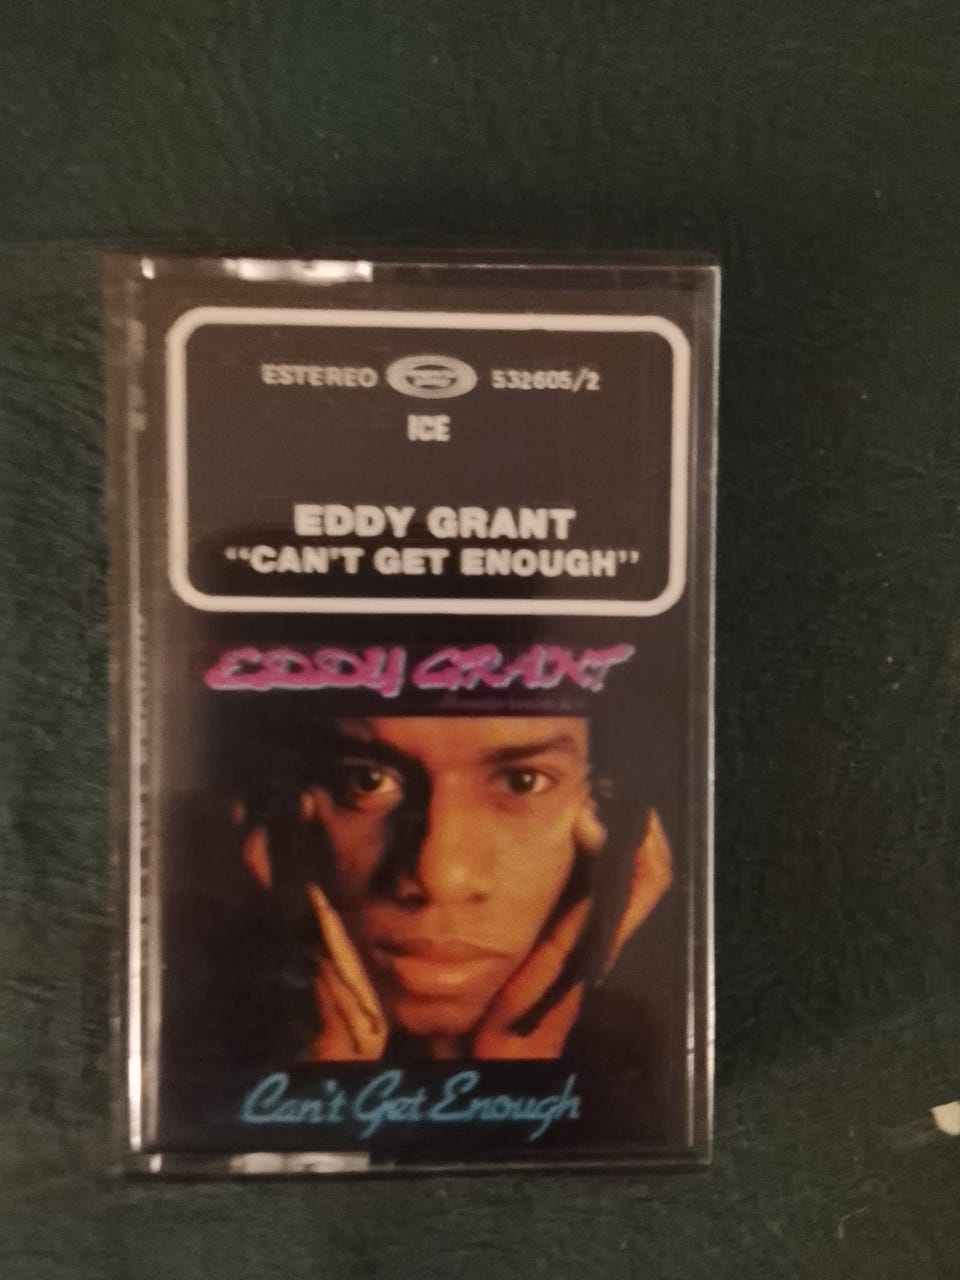 ESTEREO 532605/2
ICE
EDDY GRANT
“CAN'T GET ENOUGH”
EDDY GRANT
Can't Get Enough